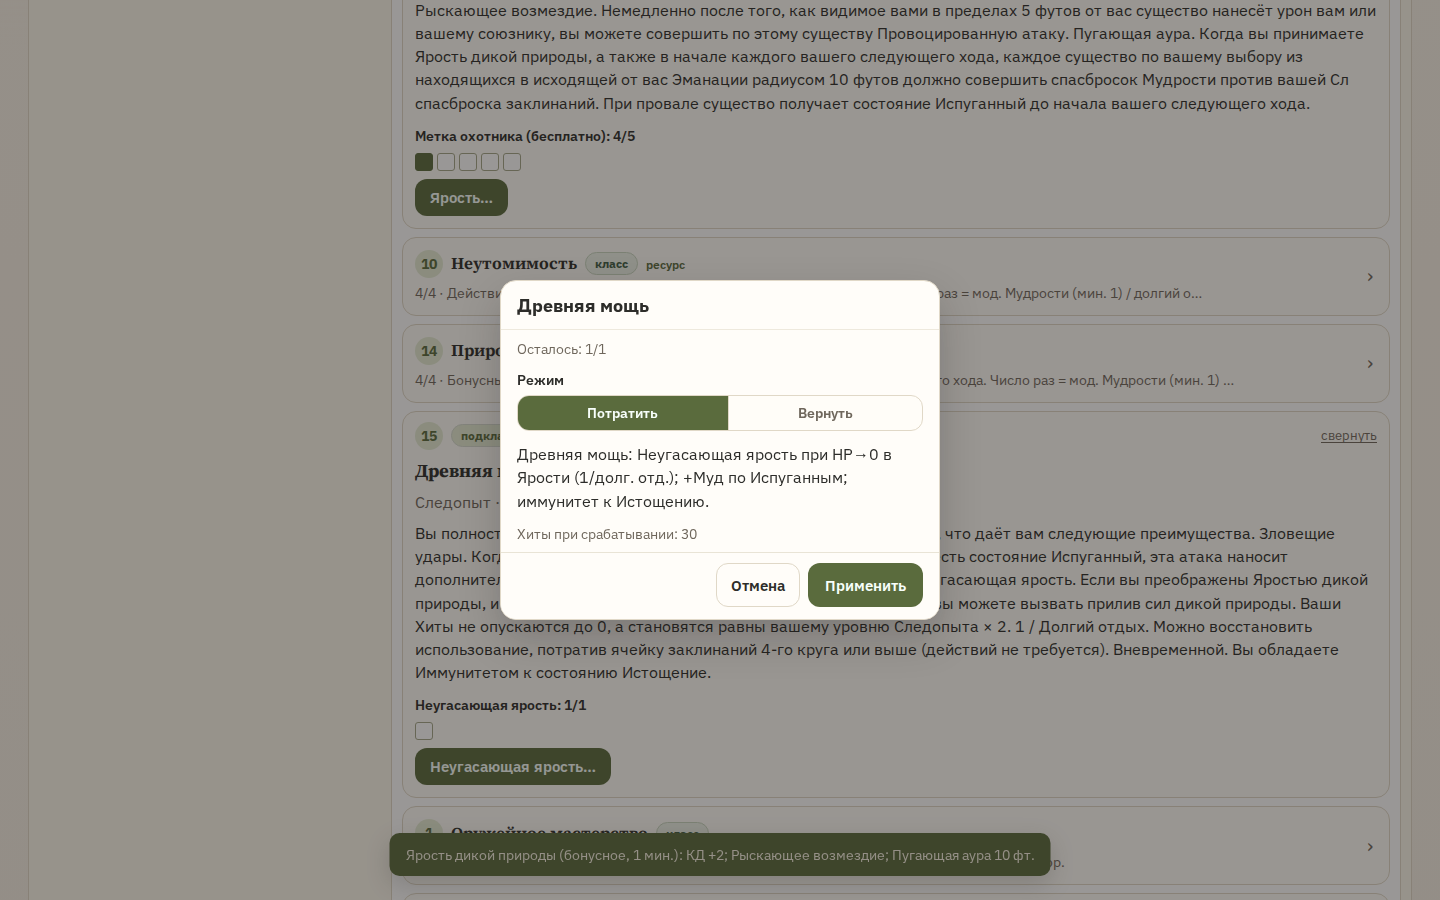 Рыскающее возмездие. Немедленно после того, как видимое вами в пределах 5 футов от вас существо нанесёт урон вам или
вашему союзнику, вы можете совершить по этому существу Провоцированную атаку. Пугающая аура. Когда вы принимаете
Ярость дикой природы, а также в начале каждого вашего следующего хода, каждое существо по вашему выбору из
находящихся в исходящей от вас Эманации радиусом 10 футов должно совершить спасбросок Мудрости против вашей Сл
спасброска заклинаний. При провале существо получает состояние Испуганный до начала вашего следующего хода.
Метка охотника (бесплатно): 4/5
Ярость...
10 Неутомимость класс ресурс
4/4 · раз = мод. Мудрости (мин. 1) / долгий о...
14
4/4 · хода. Число раз = мод. Мудрости (мин. 1) ...
15 свернуть
Древняя
Следопыт ·
Вы что даёт вам следующие преимущества. Зловещие
удары. состояние Испуганный, эта атака наносит
ярость. Если вы преображены Яростью дикой
природы, вы можете вызвать прилив сил дикой природы. Ваши
Хиты не опускаются до 0, а становятся равны вашему уровню Следопыта × 2. 1 / Долгий отдых. Можно восстановить
использование, потратив ячейку заклинаний 4-го круга или выше (действий не требуется). Вневременной. Вы обладаете
Иммунитетом к состоянию Истощение.
Неугасающая ярость: 1/1
Неугасающая ярость...
Древняя мощь
Осталось: 1/1
Режим
Потратить Вернуть
Древняя мощь: Неугасающая ярость при HP→0 в
Ярости (1/долг. отд.); +Муд по Испуганным;
иммунитет к Истощению.
Хиты при срабатывании: 30
Отмена Применить
1 Оружейное мастерство класс
Ярость дикой природы (бонусное, 1 мин.): КД +2; Рыскающее возмездие; Пугающая аура 10 фт.